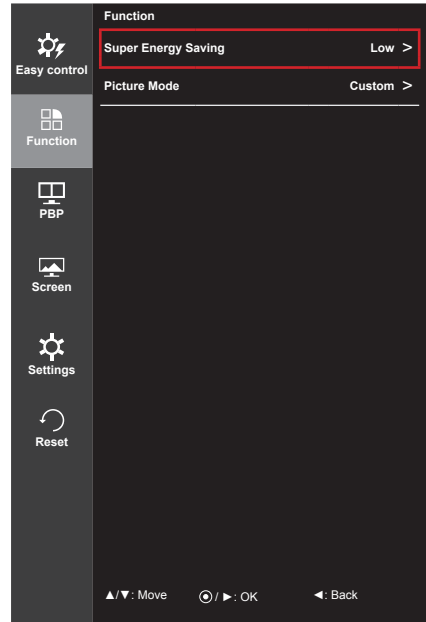 Function
Super Energy Saving Low >
Picture Mode Custom >
Easy control
Function
PBP
Screen
Settings
Reset
▲/▼: Move ⦿/ ►: OK ◄: Back